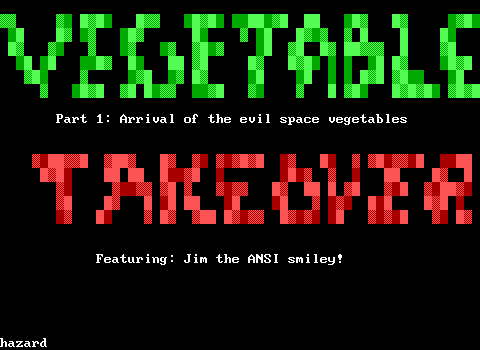 VEGETABLE
Part 1: Arrival of the evil space vegetables
TAKEOVER
Featuring: Jim the ANSI smiley!
hazard